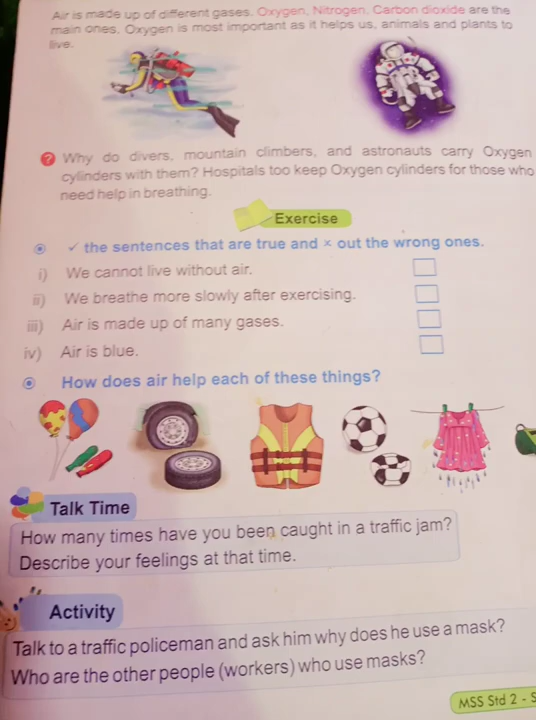 Air is made up of different gases. Oxygen, Nitrogen, Carbon dioxide are the
main ones. Oxygen is most important as it helps us, animals and plants to
live.
? Why do divers, mountain climbers, and astronauts carry Oxygen
cylinders with them? Hospitals too keep Oxygen cylinders for those who
need help in breathing.
Exercise
✓ the sentences that are true and × out the wrong ones.
i) We cannot live without air.
ii) We breathe more slowly after exercising.
iii) Air is made up of many gases.
iv) Air is blue.
How does air help each of these things?
Talk Time
How many times have you been caught in a traffic jam?
Describe your feelings at that time.
Activity
Talk to a traffic policeman and ask him why does he use a mask?
Who are the other people (workers) who use masks?
MSS Std 2 - S